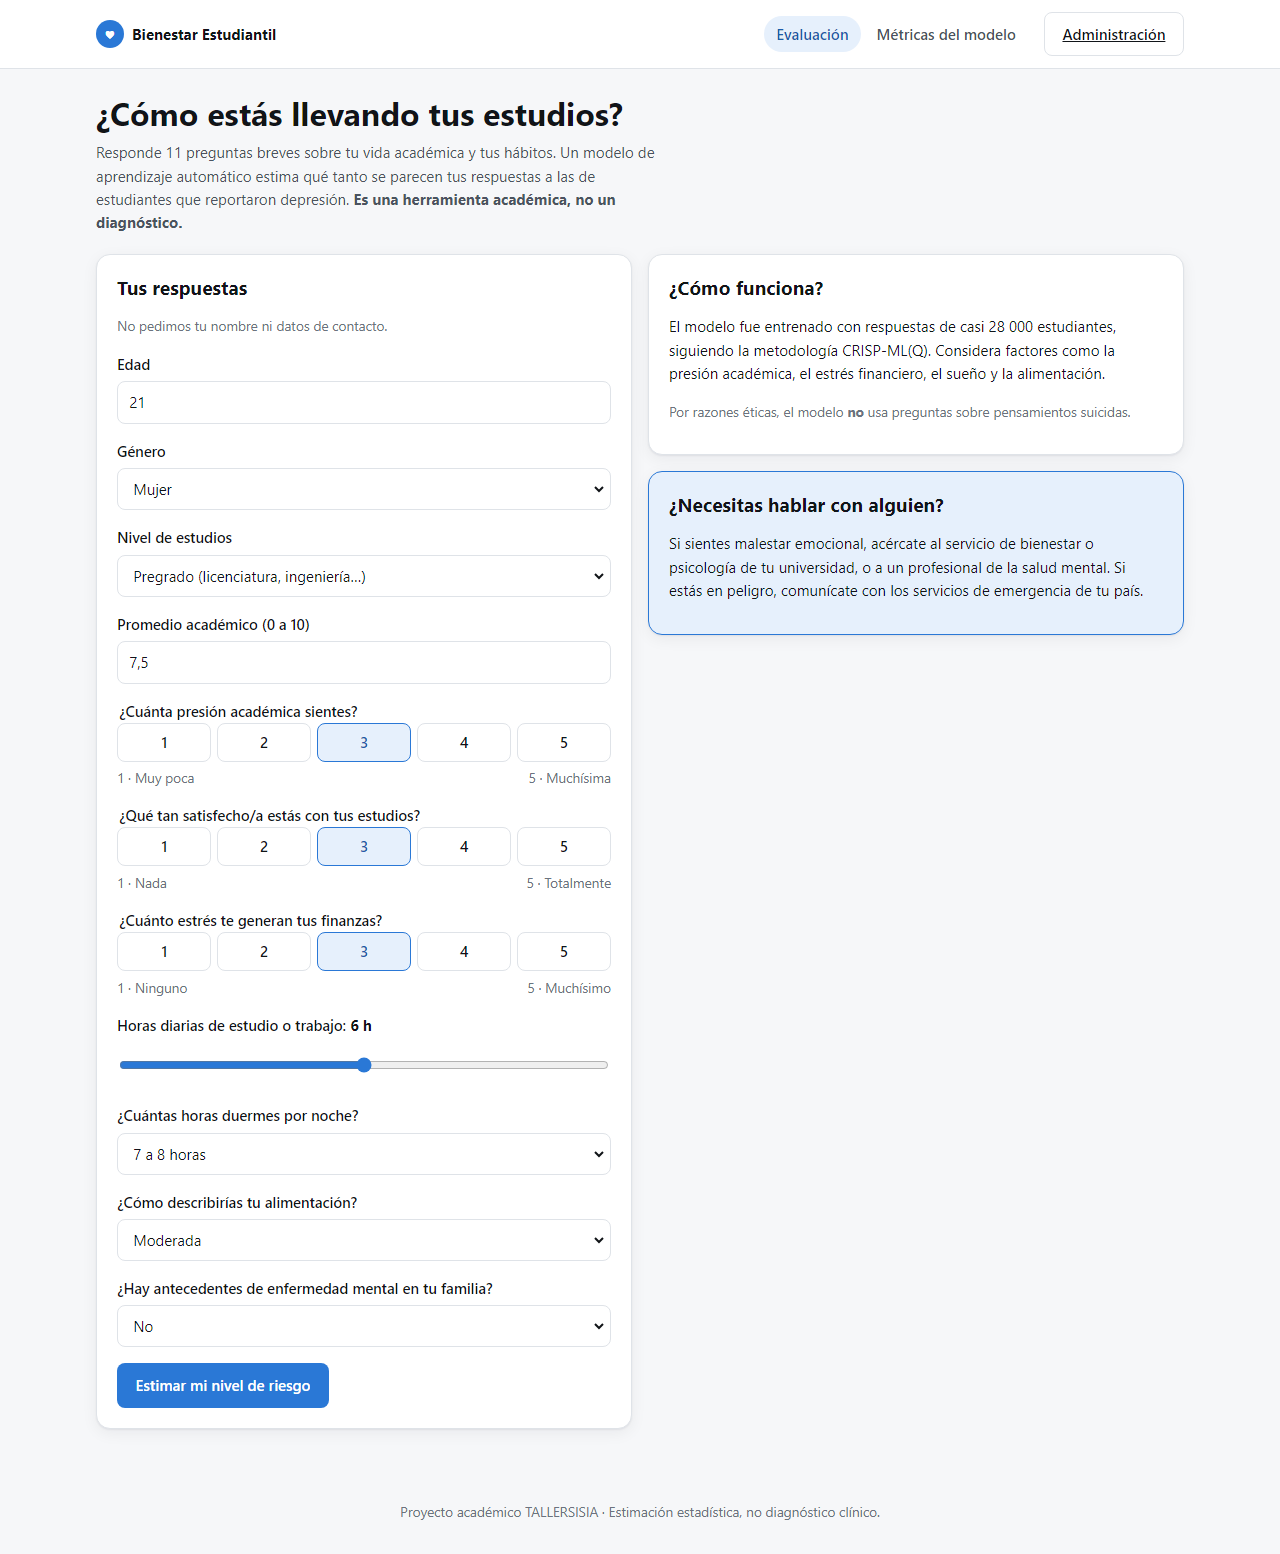 Bienestar Estudiantil
Evaluación
Métricas del modelo
Administración
¿Cómo estás llevando tus estudios?
Responde 11 preguntas breves sobre tu vida académica y tus hábitos. Un modelo de
aprendizaje automático estima qué tanto se parecen tus respuestas a las de
estudiantes que reportaron depresión. Es una herramienta académica, no un
diagnóstico.
Tus respuestas
No pedimos tu nombre ni datos de contacto.
Edad
21
Género
Mujer
Nivel de estudios
Pregrado (licenciatura, ingeniería…)
Promedio académico (0 a 10)
7,5
¿Cuánta presión académica sientes?
1 2 3 4 5
1 · Muy poca 5 · Muchísima
¿Qué tan satisfecho/a estás con tus estudios?
1 2 3 4 5
1 · Nada 5 · Totalmente
¿Cuánto estrés te generan tus finanzas?
1 2 3 4 5
1 · Ninguno 5 · Muchísimo
Horas diarias de estudio o trabajo: 6 h
¿Cuántas horas duermes por noche?
7 a 8 horas
¿Cómo describirías tu alimentación?
Moderada
¿Hay antecedentes de enfermedad mental en tu familia?
No
Estimar mi nivel de riesgo
¿Cómo funciona?
El modelo fue entrenado con respuestas de casi 28 000 estudiantes,
siguiendo la metodología CRISP-ML(Q). Considera factores como la
presión académica, el estrés financiero, el sueño y la alimentación.
Por razones éticas, el modelo no usa preguntas sobre pensamientos suicidas.
¿Necesitas hablar con alguien?
Si sientes malestar emocional, acércate al servicio de bienestar o
psicología de tu universidad, o a un profesional de la salud mental. Si
estás en peligro, comunícate con los servicios de emergencia de tu país.
Proyecto académico TALLERSISIA · Estimación estadística, no diagnóstico clínico.